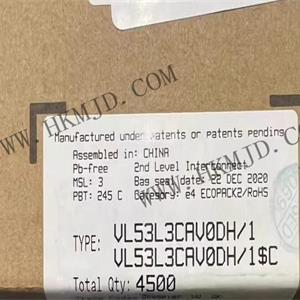 WWW.HKMJD.COM
Manufactured under patents or patents pending
Assembled in: CHINA
Pb-free 2nd Level Interconnect
MSL: 3 Bag seal date: 22 DEC 2020
PBT: 245 C Category: e4 ECOPACK2/RoHS
TYPE: VL53L3CAV0DH/1
VL53L3CAV0DH/1$C
Total Qty: 4500